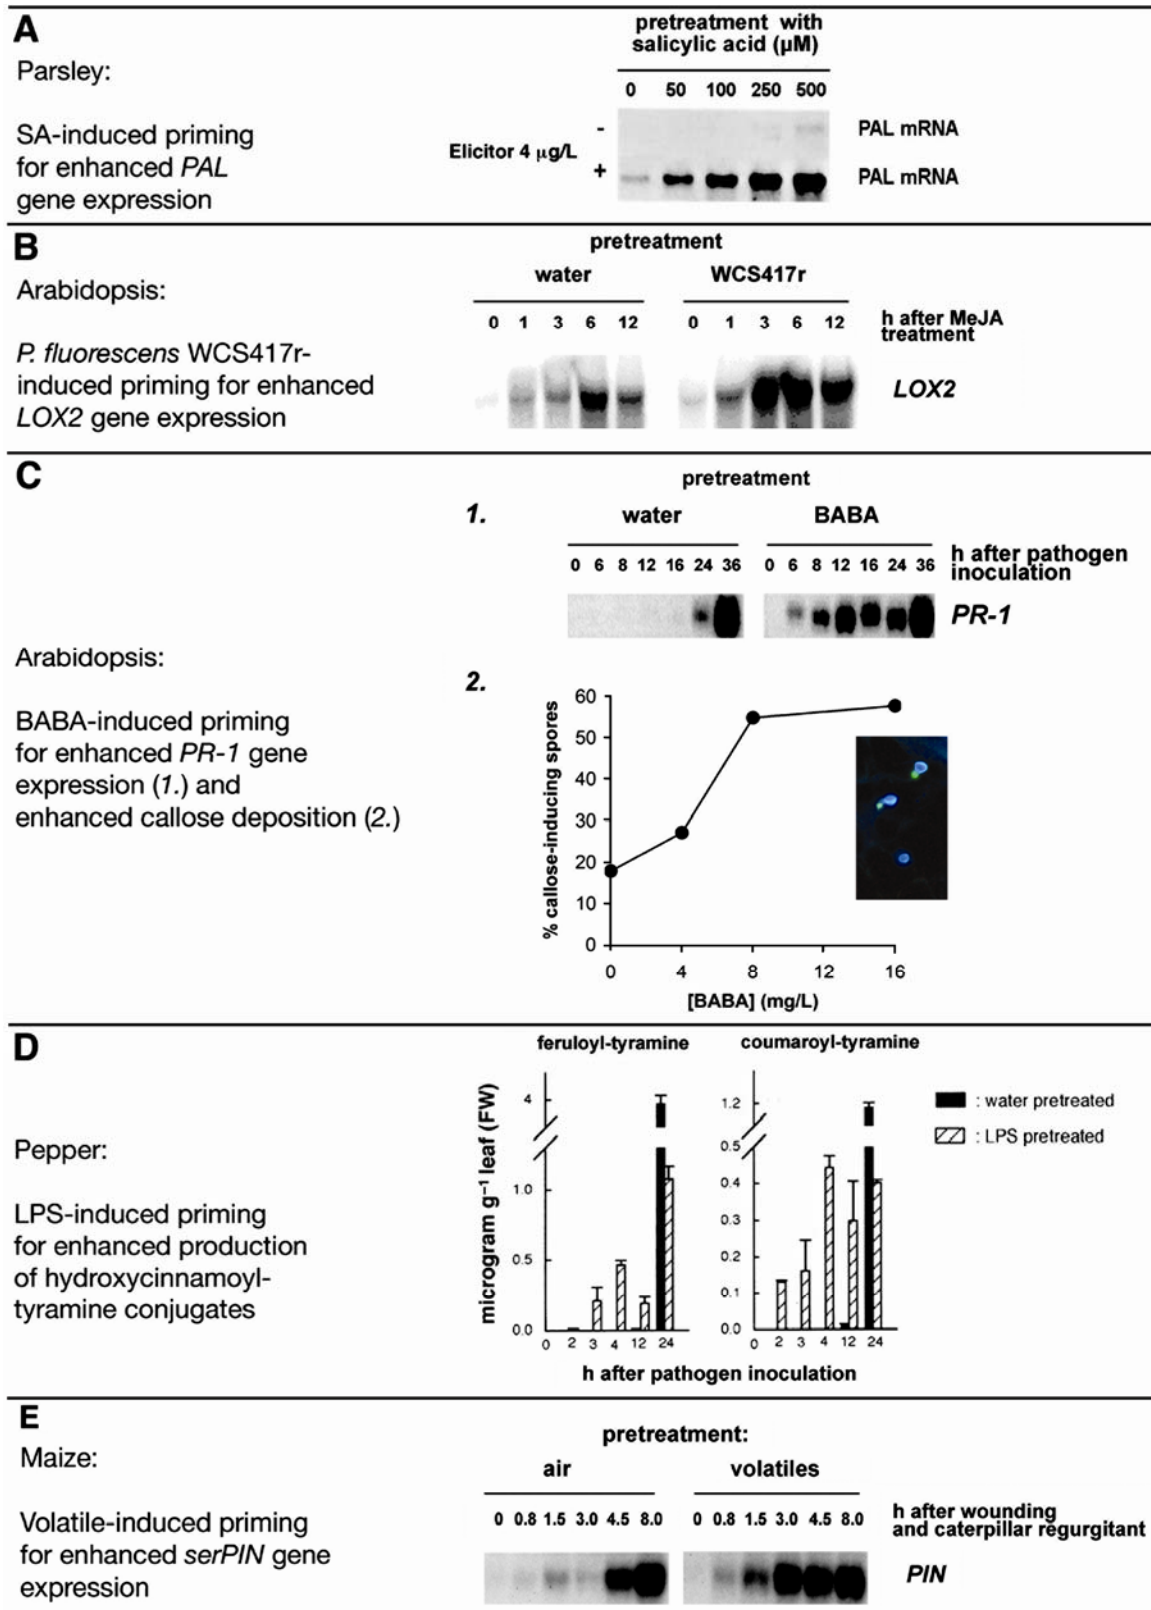 A
Parsley:
SA-induced priming
for enhanced PAL
gene expression
pretreatment with
salicylic acid (µM)
0 50 100 250 500
- PAL mRNA
Elicitor 4 µg/L
+ PAL mRNA
B
Arabidopsis:
P. fluorescens WCS417r-
induced priming for enhanced
LOX2 gene expression
pretreatment
water WCS417r
0 1 3 6 12 0 1 3 6 12 h after MeJA
treatment
LOX2
C
Arabidopsis:
BABA-induced priming
for enhanced PR-1 gene
expression (1.) and
enhanced callose deposition (2.)
pretreatment
1. water BABA
0 6 8 12 16 24 36 0 6 8 12 16 24 36 h after pathogen
inoculation
PR-1
2.
% callose-inducing spores
60
50
40
30
20
10
0
0 4 8 12 16
[BABA] (mg/L)
D
Pepper:
LPS-induced priming
for enhanced production
of hydroxycinnamoyl-
tyramine conjugates
feruloyl-tyramine coumaroyl-tyramine
microgram g⁻¹ leaf (FW)
4
1.0
0.5
0.0
0 2 3 4 12 24
1.2
0.5
0.4
0.3
0.2
0.1
0.0
0 2 3 4 12 24
: water pretreated
: LPS pretreated
h after pathogen inoculation
E
Maize:
Volatile-induced priming
for enhanced serPIN gene
expression
pretreatment:
air volatiles
0 0.8 1.5 3.0 4.5 8.0 0 0.8 1.5 3.0 4.5 8.0 h after wounding
and caterpillar regurgitant
PIN